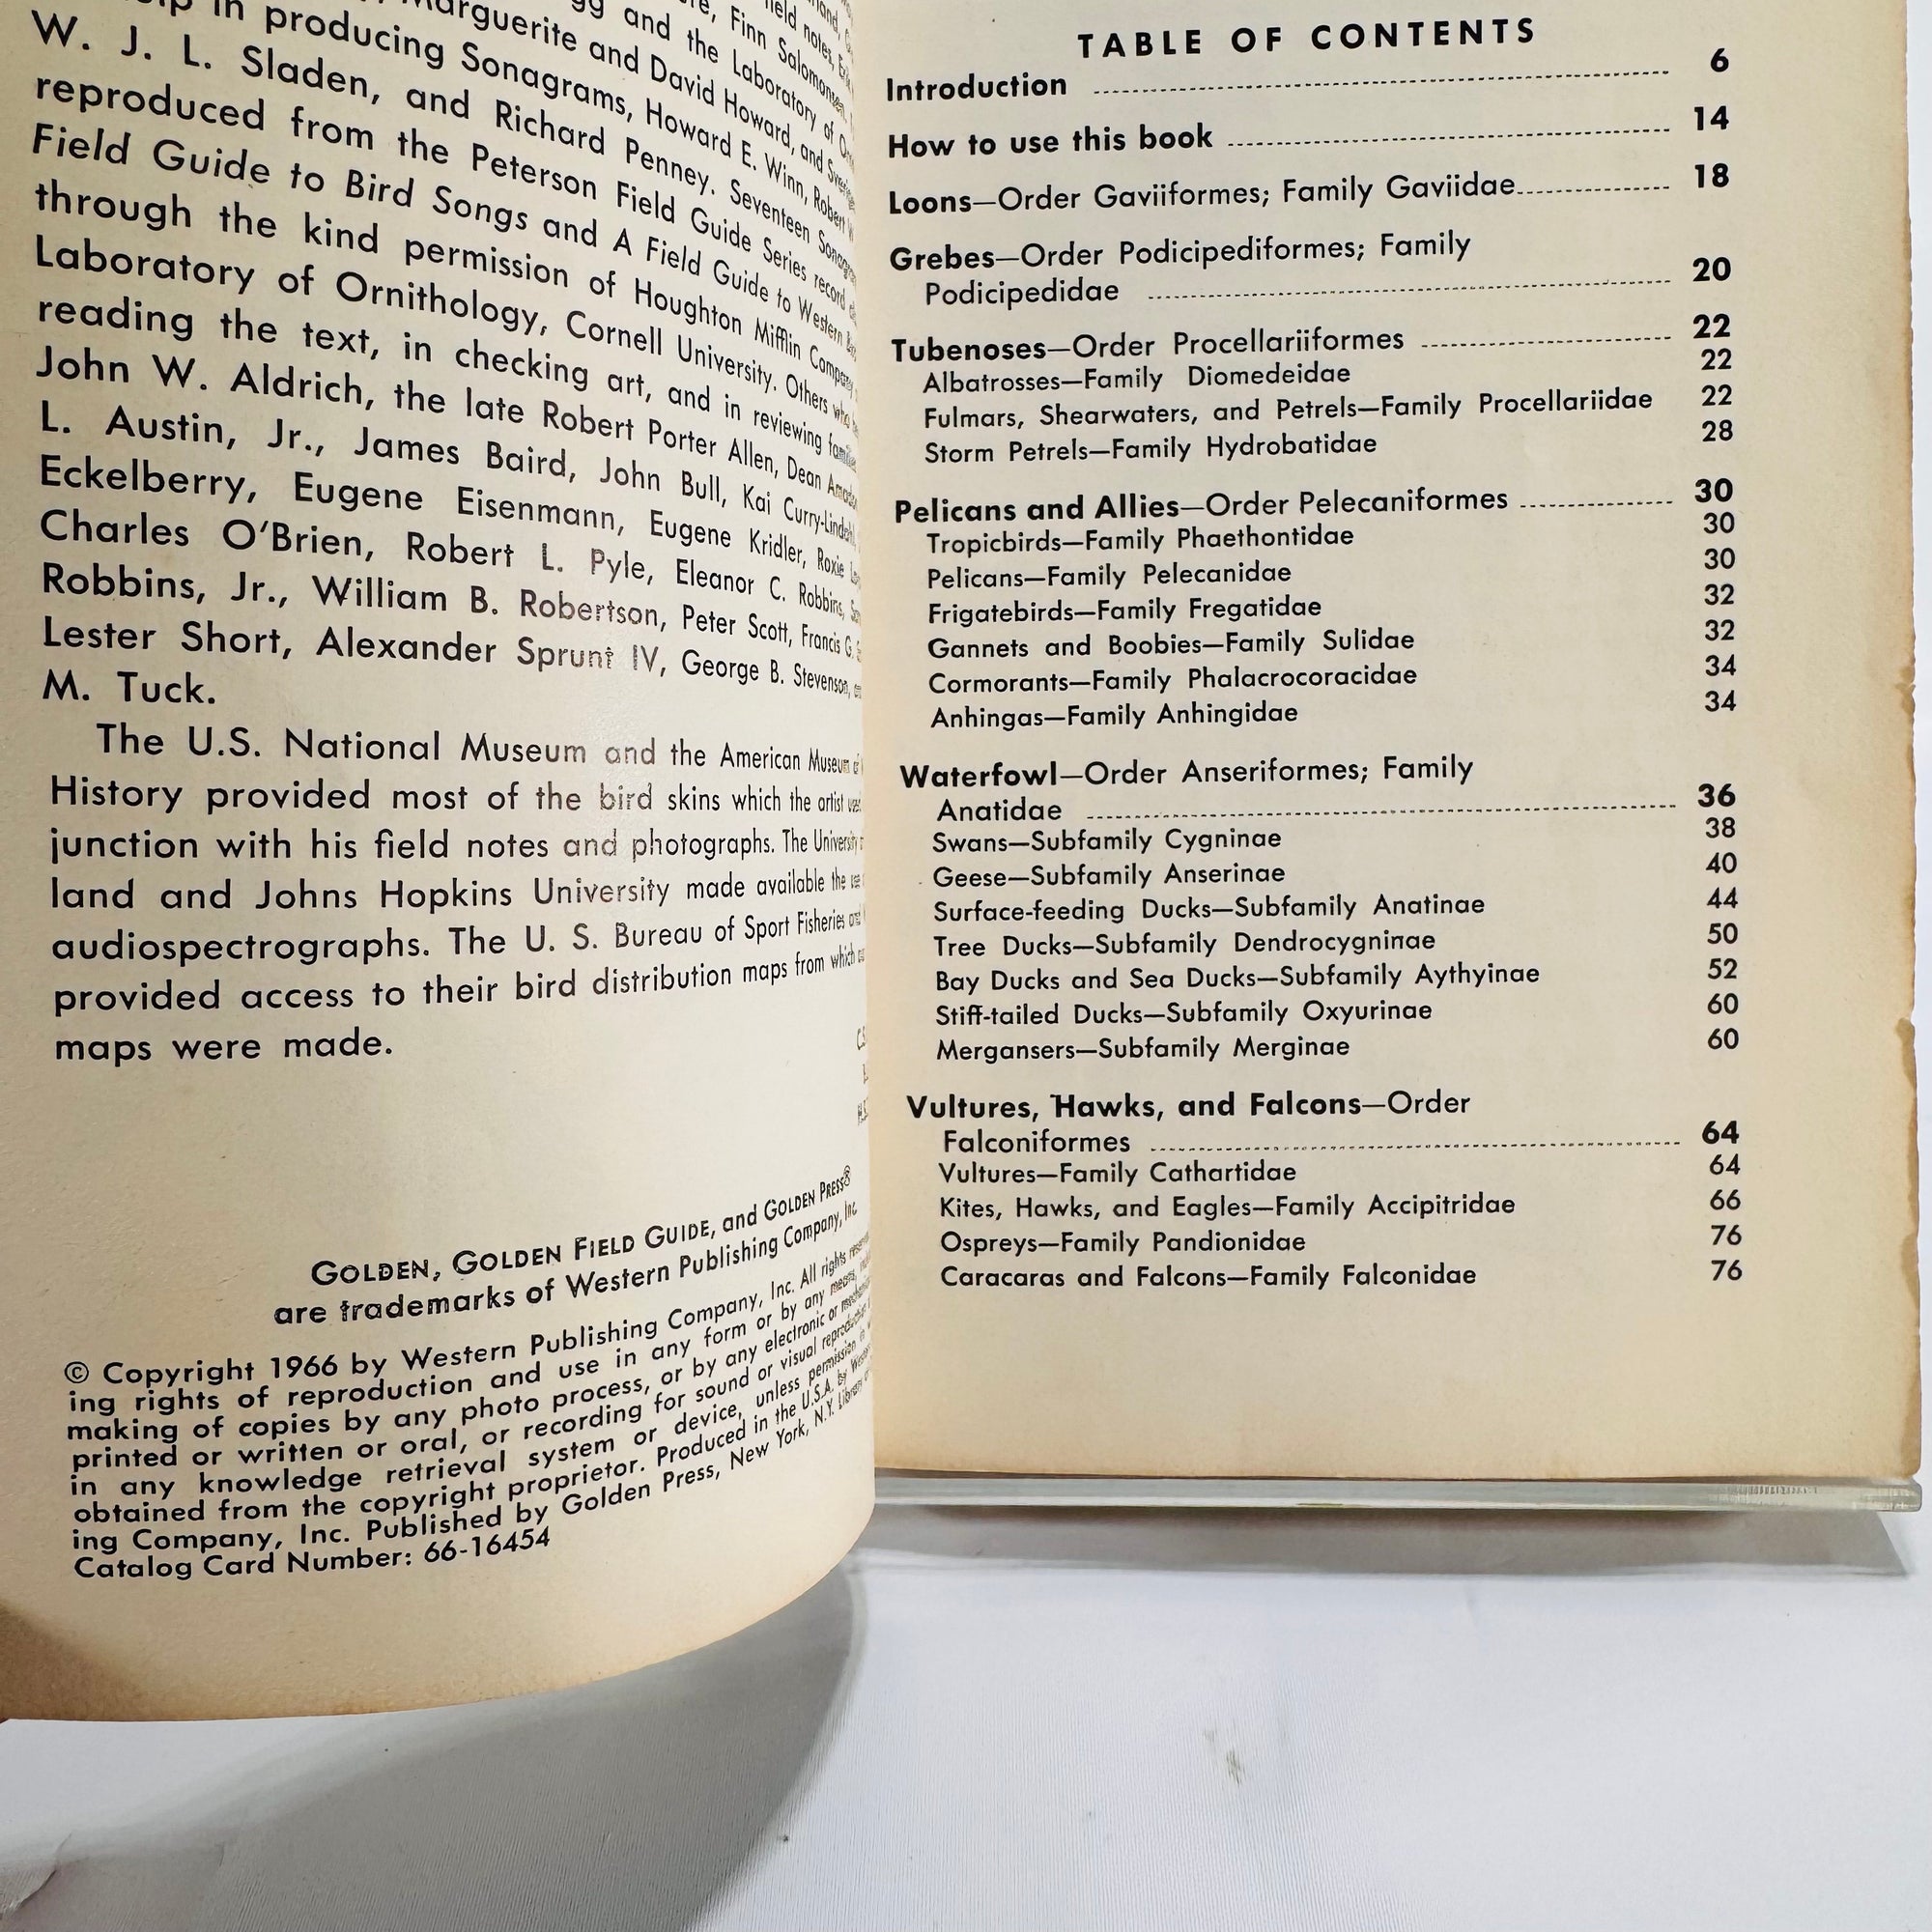 in producing Sonagrams, Howard E. Winn, Robert W.
W. J. L. Sladen, and Richard Penney. Seventeen
reproduced from the Peterson Field Guide Series record
Field Guide to Bird Songs and A Field Guide to Western
through the kind permission of Houghton Mifflin Company
Laboratory of Ornithology, Cornell University. Others who
reading the text, in checking art, and in reviewing
John W. Aldrich, the late Robert Porter Allen, Dean
L. Austin, Jr., James Baird, John Bull, Kai Curry-Lindahl,
Eckelberry, Eugene Eisenmann, Eugene Kridler, Roxie
Charles O'Brien, Robert L. Pyle, Eleanor C. Robbins,
Robbins, Jr., William B. Robertson, Peter Scott, Francis G.
Lester Short, Alexander Sprunt IV, George B. Stevenson,
M. Tuck.
The U.S. National Museum and the American Museum of
History provided most of the bird skins which the artist
junction with his field notes and photographs. The University
land and Johns Hopkins University made available the
audiospectrographs. The U. S. Bureau of Sport Fisheries and
provided access to their bird distribution maps from which
maps were made.
GOLDEN, GOLDEN FIELD GUIDE, and GOLDEN PRESS®
are trademarks of Western Publishing Company, Inc.
© Copyright 1966 by Western Publishing Company, Inc. All rights
ing rights of reproduction and use in any form or by any means,
making of copies by any photo process, or by any electronic or
printed or written or oral, or recording for sound or visual
in any knowledge retrieval system or device, unless permission
obtained from the copyright proprietor. Produced in the U.S.A. by
ing Company, Inc. Published by Golden Press, New York, N.Y. Library
Catalog Card Number: 66-16454
TABLE OF CONTENTS
Introduction 6
How to use this book 14
Loons—Order Gaviiformes; Family Gaviidae 18
Grebes—Order Podicipediformes; Family
Podicipedidae 20
Tubenoses—Order Procellariiformes 22
Albatrosses—Family Diomedeidae 22
Fulmars, Shearwaters, and Petrels—Family Procellariidae 22
Storm Petrels—Family Hydrobatidae 28
Pelicans and Allies—Order Pelecaniformes 30
Tropicbirds—Family Phaethontidae 30
Pelicans—Family Pelecanidae 30
Frigatebirds—Family Fregatidae 32
Gannets and Boobies—Family Sulidae 32
Cormorants—Family Phalacrocoracidae 34
Anhingas—Family Anhingidae 34
Waterfowl—Order Anseriformes; Family
Anatidae 36
Swans—Subfamily Cygninae 38
Geese—Subfamily Anserinae 40
Surface-feeding Ducks—Subfamily Anatinae 44
Tree Ducks—Subfamily Dendrocygninae 50
Bay Ducks and Sea Ducks—Subfamily Aythyinae 52
Stiff-tailed Ducks—Subfamily Oxyurinae 60
Mergansers—Subfamily Merginae 60
Vultures, Hawks, and Falcons—Order
Falconiformes 64
Vultures—Family Cathartidae 64
Kites, Hawks, and Eagles—Family Accipitridae 66
Ospreys—Family Pandionidae 76
Caracaras and Falcons—Family Falconidae 76